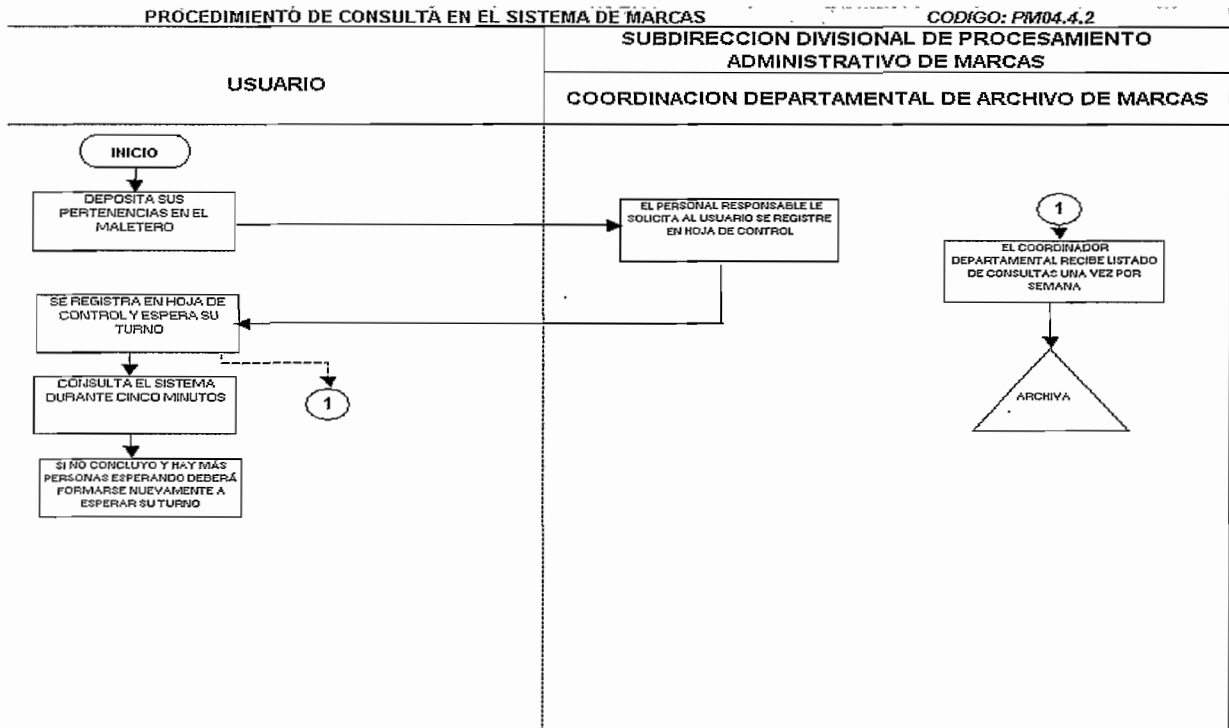 PROCEDIMIENTO DE CONSULTA EN EL SISTEMA DE MARCAS
CODIGO: PM04.4.2
USUARIO
SUBDIRECCION DIVISIONAL DE PROCESAMIENTO
ADMINISTRATIVO DE MARCAS
COORDINACION DEPARTAMENTAL DE ARCHIVO DE MARCAS
INICIO
DEPOSITA SUS
PERTENENCIAS EN EL
MALETERO
EL PERSONAL RESPONSABLE LE
SOLICITA AL USUARIO SE REGISTRE
EN HOJA DE CONTROL
SE REGISTRA EN HOJA DE
CONTROL Y ESPERA SU
TURNO
CONSULTA EL SISTEMA
DURANTE CINCO MINUTOS
1
SI NO CONCLUYO Y HAY MÁS
PERSONAS ESPERANDO DEBERÁ
FORMARSE NUEVAMENTE A
ESPERAR SU TURNO
1
EL COORDINADOR
DEPARTAMENTAL RECIBE LISTADO
DE CONSULTAS UNA VEZ POR
SEMANA
ARCHIVA